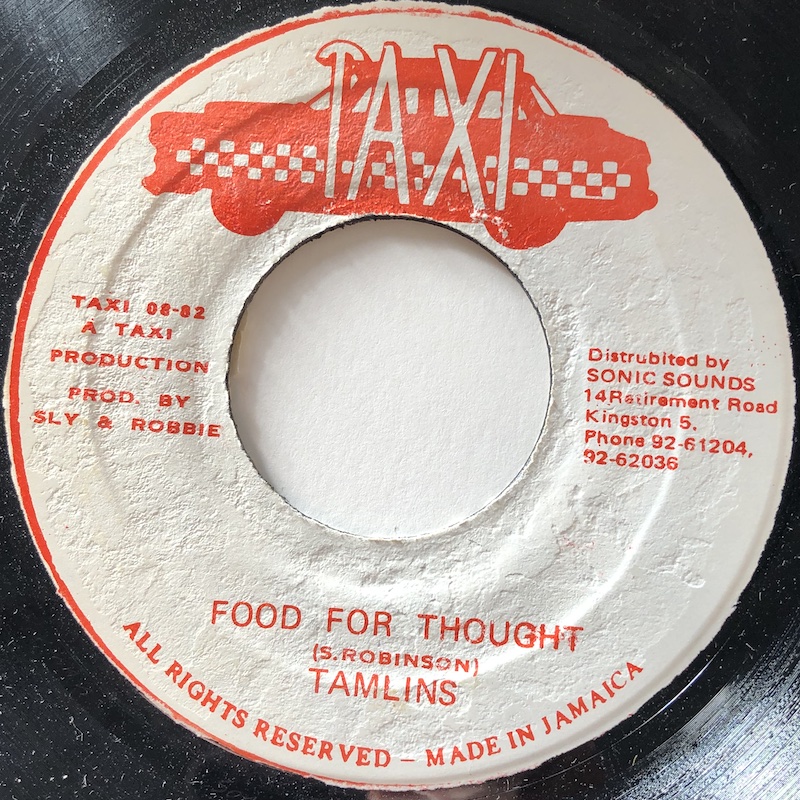 TAXI
TAXI 08-82
A TAXI
PRODUCTION
PROD. BY
SLY & ROBBIE
Distrubited by
SONIC SOUNDS
14Retirement Road
Kingston 5.
Phone 92-61204,
92-62036
FOOD FOR THOUGHT
(S.ROBINSON)
TAMLINS
ALL RIGHTS RESERVED – MADE IN JAMAICA